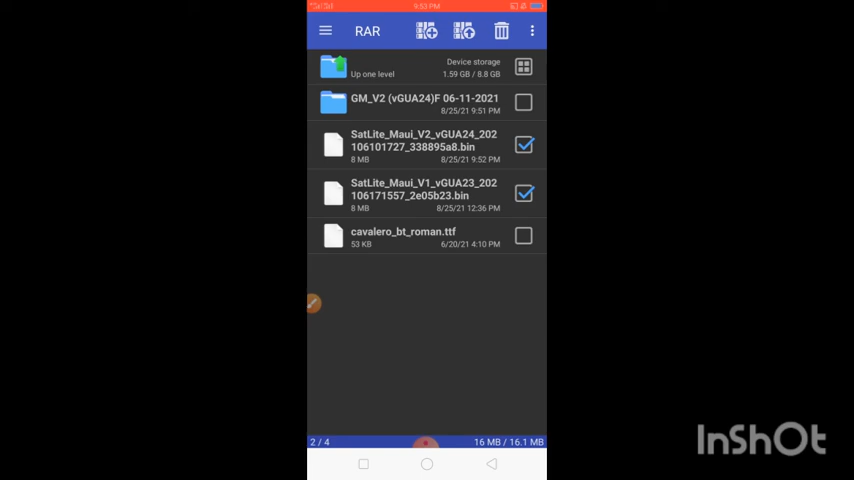 9:53 PM
RAR
Device storage
Up one level
1.59 GB / 8.8 GB
GM_V2 (vGUA24)F 06-11-2021
8/25/21 9:51 PM
SatLite_Maui_V2_vGUA24_202
106101727_338895a8.bin
8 MB
8/25/21 9:52 PM
SatLite_Maui_V1_vGUA23_202
106171557_2e05b23.bin
8 MB
8/25/21 12:36 PM
cavalero_bt_roman.ttf
53 KB
6/20/21 4:10 PM
2 / 4
16 MB / 16.1 MB
InShOt